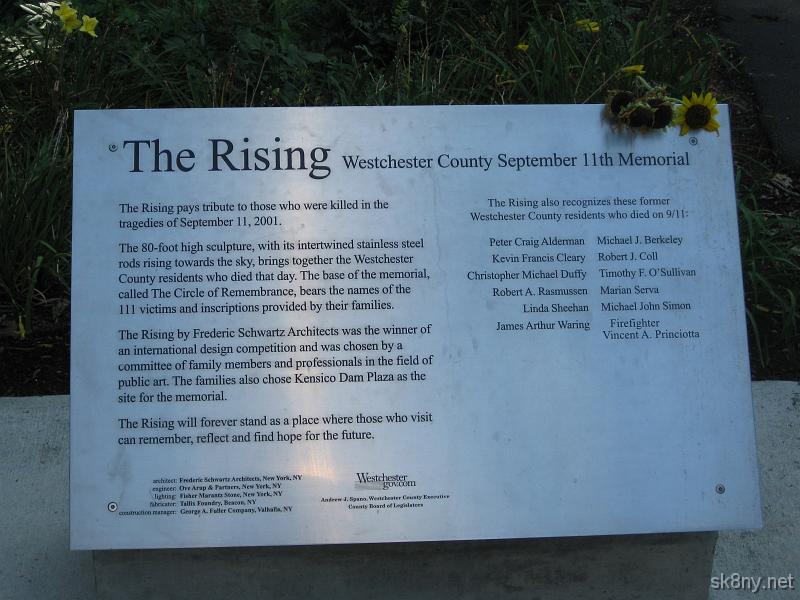 The Rising Westchester County September 11th Memorial
The Rising pays tribute to those who were killed in the
tragedies of September 11, 2001.
The 80-foot high sculpture, with its intertwined stainless steel
rods rising towards the sky, brings together the Westchester
County residents who died that day. The base of the memorial,
called The Circle of Remembrance, bears the names of the
111 victims and inscriptions provided by their families.
The Rising by Frederic Schwartz Architects was the winner of
an international design competition and was chosen by a
committee of family members and professionals in the field of
public art. The families also chose Kensico Dam Plaza as the
site for the memorial.
The Rising will forever stand as a place where those who visit
can remember, reflect and find hope for the future.
architect: Frederic Schwartz Architects, New York, NY
engineer: Ove Arup & Partners, New York, NY
lighting: Fisher Marantz Stone, New York, NY
fabricator: Tallix Foundry, Beacon, NY
construction manager: George A. Fuller Company, Valhalla, NY
Westchester
gov.com
Andrew J. Spano, Westchester County Executive
County Board of Legislators
The Rising also recognizes these former
Westchester County residents who died on 9/11:
Peter Craig Alderman Michael J. Berkeley
Kevin Francis Cleary Robert J. Coll
Christopher Michael Duffy Timothy F. O'Sullivan
Robert A. Rasmussen Marian Serva
Linda Sheehan Michael John Simon
James Arthur Waring Firefighter
Vincent A. Princiotta
sk8ny.net